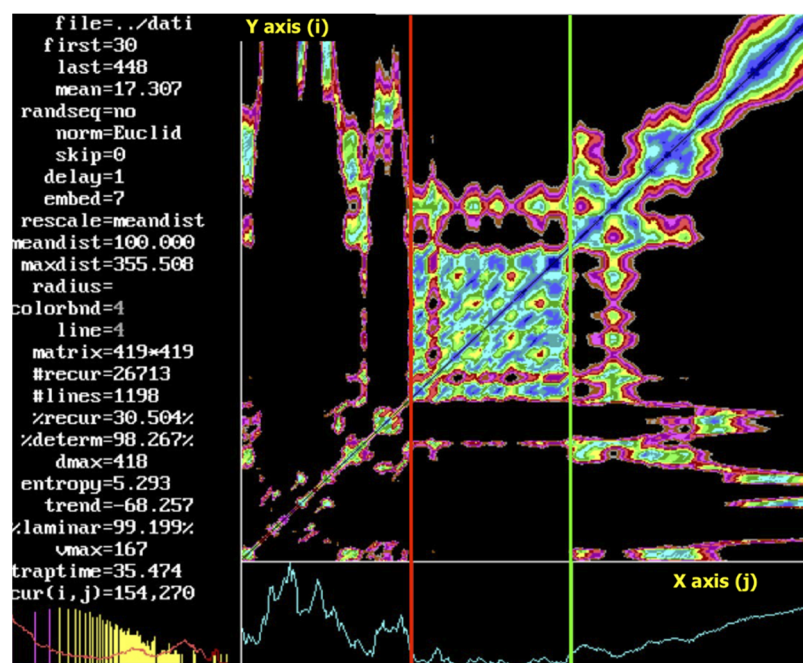 file=../dati
first=30
last=448
mean=17.307
randseq=no
norm=Euclid
skip=0
delay=1
embed=7
rescale=meandist
meandist=100.000
maxdist=355.508
radius=
colorbnd=4
line=4
matrix=419*419
#recur=26713
#lines=1198
%recur=30.504%
%determ=98.267%
dmax=418
entropy=5.293
trend=-68.257
%laminar=99.199%
vmax=167
traptime=35.474
cur(i,j)=154,270
Y axis (i)
X axis (j)